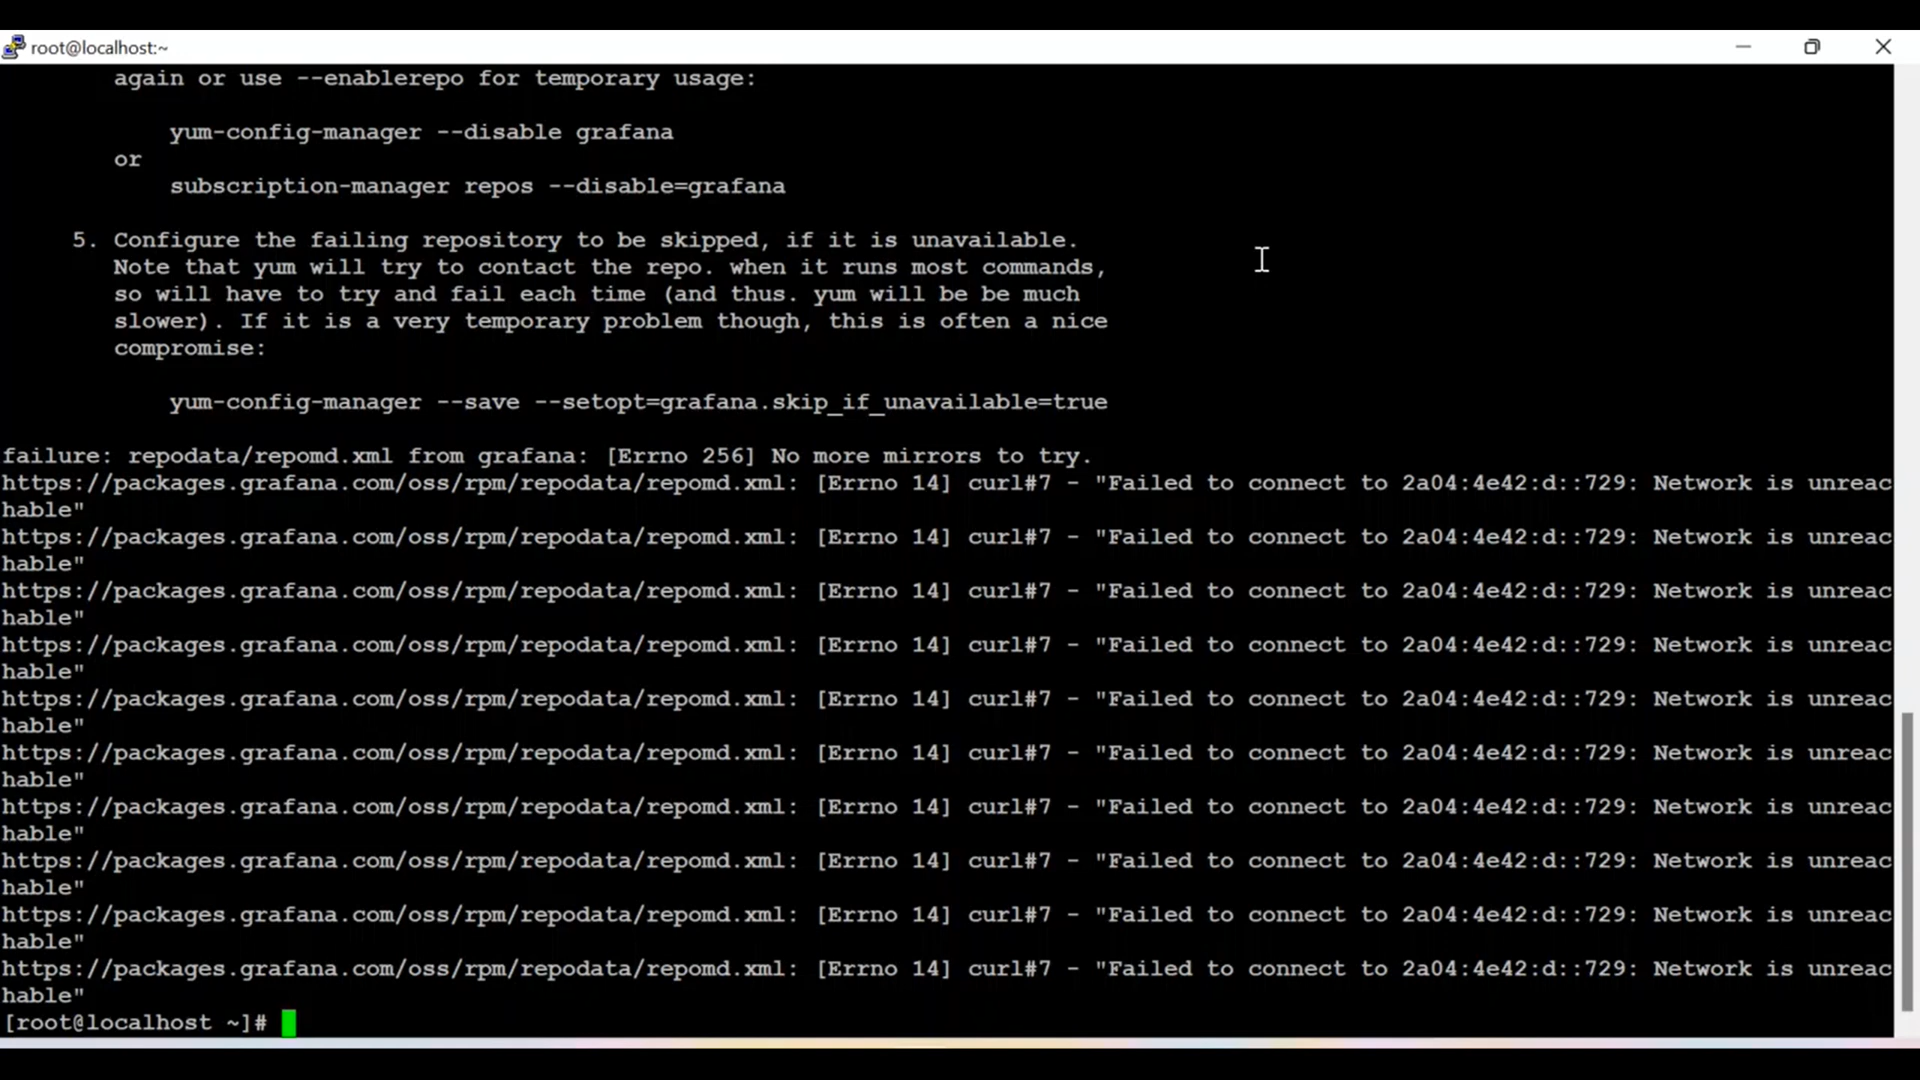 root@localhost:~
again or use --enablerepo for temporary usage:
yum-config-manager --disable grafana
or
subscription-manager repos --disable=grafana
5. Configure the failing repository to be skipped, if it is unavailable.
Note that yum will try to contact the repo. when it runs most commands,
so will have to try and fail each time (and thus. yum will be be much
slower). If it is a very temporary problem though, this is often a nice
compromise:
yum-config-manager --save --setopt=grafana.skip_if_unavailable=true
failure: repodata/repomd.xml from grafana: [Errno 256] No more mirrors to try.
https://packages.grafana.com/oss/rpm/repodata/repomd.xml: [Errno 14] curl#7 - "Failed to connect to 2a04:4e42:d::729: Network is unreac
hable"
https://packages.grafana.com/oss/rpm/repodata/repomd.xml: [Errno 14] curl#7 - "Failed to connect to 2a04:4e42:d::729: Network is unreac
hable"
https://packages.grafana.com/oss/rpm/repodata/repomd.xml: [Errno 14] curl#7 - "Failed to connect to 2a04:4e42:d::729: Network is unreac
hable"
https://packages.grafana.com/oss/rpm/repodata/repomd.xml: [Errno 14] curl#7 - "Failed to connect to 2a04:4e42:d::729: Network is unreac
hable"
https://packages.grafana.com/oss/rpm/repodata/repomd.xml: [Errno 14] curl#7 - "Failed to connect to 2a04:4e42:d::729: Network is unreac
hable"
https://packages.grafana.com/oss/rpm/repodata/repomd.xml: [Errno 14] curl#7 - "Failed to connect to 2a04:4e42:d::729: Network is unreac
hable"
https://packages.grafana.com/oss/rpm/repodata/repomd.xml: [Errno 14] curl#7 - "Failed to connect to 2a04:4e42:d::729: Network is unreac
hable"
https://packages.grafana.com/oss/rpm/repodata/repomd.xml: [Errno 14] curl#7 - "Failed to connect to 2a04:4e42:d::729: Network is unreac
hable"
https://packages.grafana.com/oss/rpm/repodata/repomd.xml: [Errno 14] curl#7 - "Failed to connect to 2a04:4e42:d::729: Network is unreac
hable"
https://packages.grafana.com/oss/rpm/repodata/repomd.xml: [Errno 14] curl#7 - "Failed to connect to 2a04:4e42:d::729: Network is unreac
hable"
[root@localhost ~]#